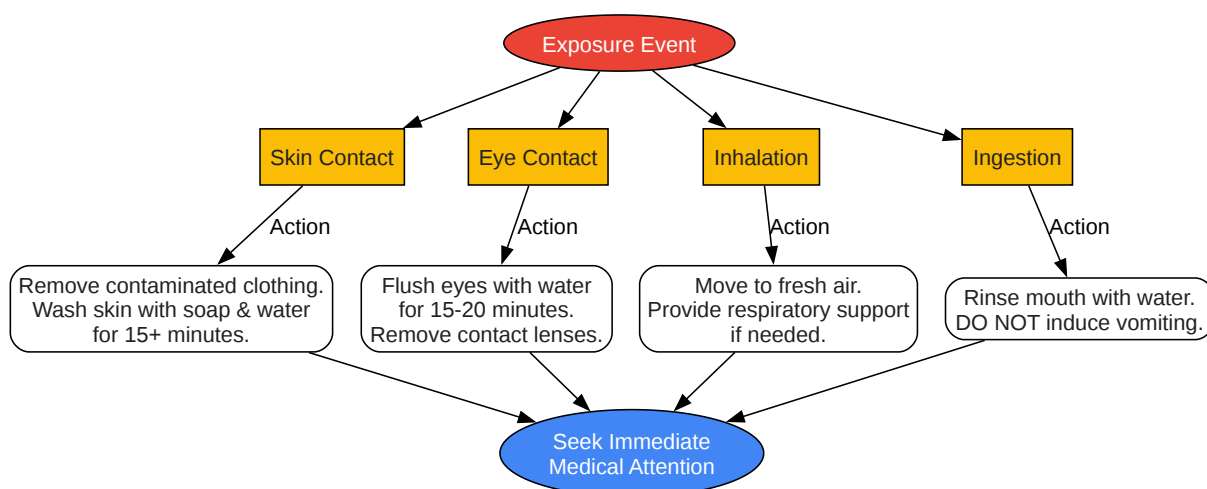 Exposure Event
Skin Contact
Eye Contact
Inhalation
Ingestion
Action
Action
Action
Action
Remove contaminated clothing.
Wash skin with soap & water
for 15+ minutes.
Flush eyes with water
for 15-20 minutes.
Remove contact lenses.
Move to fresh air.
Provide respiratory support
if needed.
Rinse mouth with water.
DO NOT induce vomiting.
Seek Immediate
Medical Attention